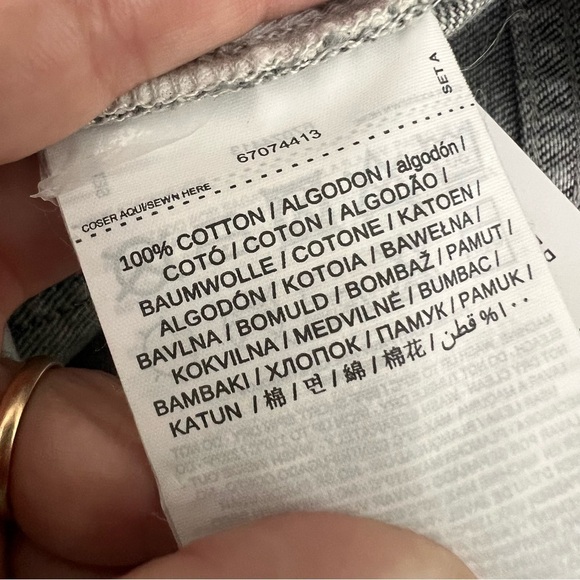 SET A
67074413
COSER AQUI/SEWN HERE
100% COTTON / ALGODON / algodón /
COTÓ / COTON / ALGODÃO /
BAUMWOLLE / COTONE / KATOEN /
ALGODÓN / KOTOIA / BAWEŁNA /
BAVLNA / BOMULD / BOMBAŽ / PAMUT /
KOKVILNA / MEDVILNĖ / BUMBAC /
BAMBAKI / ХЛОПОК / ПАМУК / PAMUK /
KATUN / 棉 / 면 / 綿 / 棉花 / قطن %١٠٠